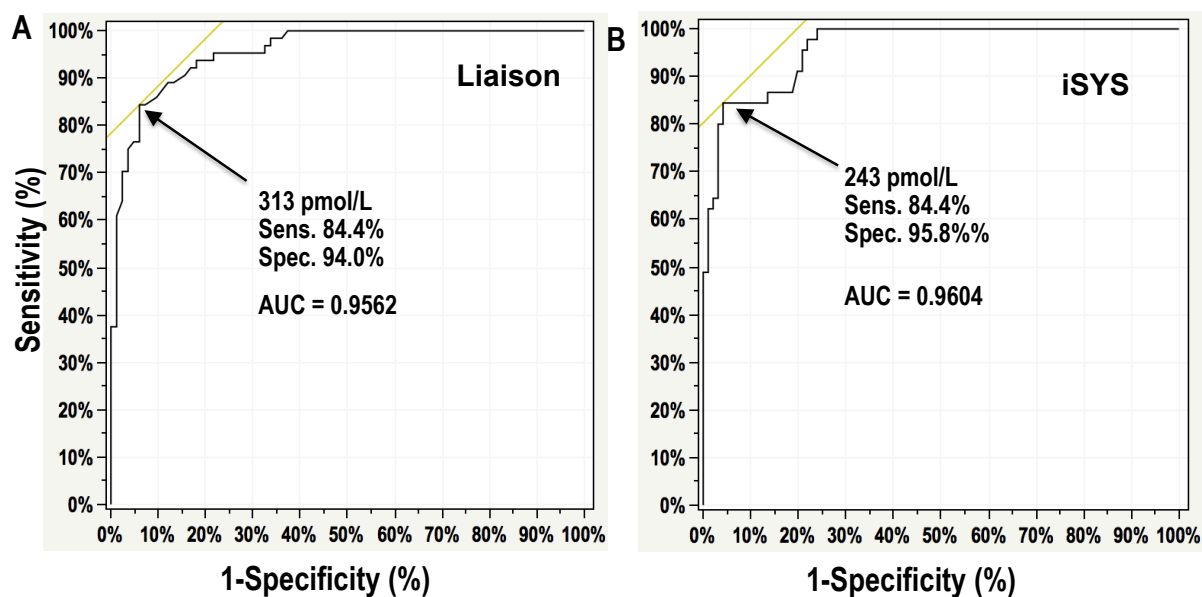 A
Liaison
100%
90%
80%
70%
60%
50%
40%
30%
20%
10%
0%
Sensitivity (%)
313 pmol/L
Sens. 84.4%
Spec. 94.0%
AUC = 0.9562
0% 10% 20% 30% 40% 50% 60% 70% 80% 90% 100%
1-Specificity (%)
B
iSYS
100%
90%
80%
70%
60%
50%
40%
30%
20%
10%
0%
243 pmol/L
Sens. 84.4%
Spec. 95.8%%
AUC = 0.9604
0% 10% 20% 30% 40% 50% 60% 70% 80% 90% 100%
1-Specificity (%)